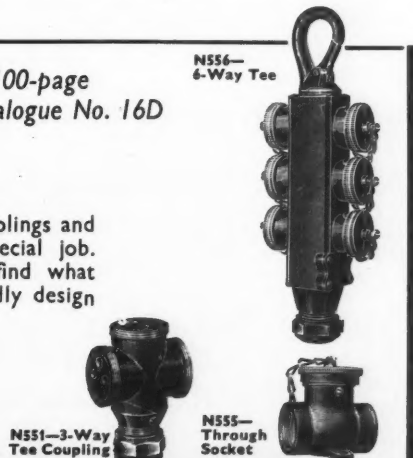 00-page
alogue No. 16D
N556—
6-Way Tee
plings and
ecial job.
find what
lly design
N551—3-Way
Tee Coupling
N555—
Through
Socket